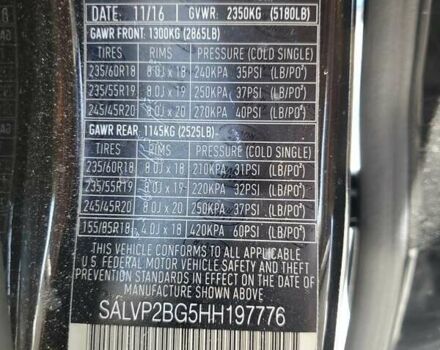 DATE: 11/16 GVWR: 2350KG (5180LB)
GAWR FRONT: 1300KG (2865LB)
TIRES RIMS PRESSURE (COLD SINGLE)
235/60R18 8.0J x 18 240KPA 35PSI (LB/PO²)
235/55R19 8.0J x 19 250KPA 37PSI (LB/PO²)
245/45R20 8.0J x 20 270KPA 40PSI (LB/PO²)
GAWR REAR: 1145KG (2525LB)
TIRES RIMS PRESSURE (COLD SINGLE)
235/60R18 8.0J x 18 210KPA 31PSI (LB/PO²)
235/55R19 8.0J x 19 220KPA 32PSI (LB/PO²)
245/45R20 8.0J x 20 250KPA 37PSI (LB/PO²)
155/85R18 4.0J x 18 420KPA 60PSI (LB/PO²)
THIS VEHICLE CONFORMS TO ALL APPLICABLE
U.S FEDERAL MOTOR VEHICLE SAFETY AND THEFT
PREVENTION STANDARDS IN EFFECT ON THE DATE OF
MANUFACTURE SHOWN ABOVE
SALVP2BG5HH197776